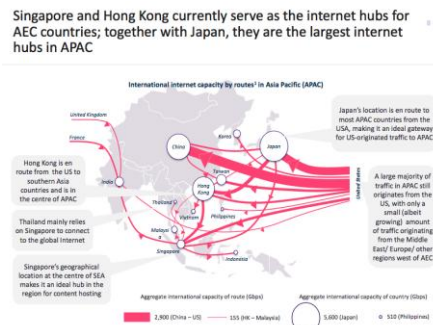 Singapore and Hong Kong currently serve as the internet hubs for
AEC countries; together with Japan, they are the largest internet
hubs in APAC
International internet capacity by routes¹ in Asia Pacific (APAC)
United Kingdom
France
Hong Kong is en
route from the US to
southern Asia
countries and is in
the centre of APAC
Thailand mainly relies
on Singapore to connect
to the global Internet
Singapore's geographical
location at the centre of SEA
makes it an ideal hub in the
region for content hosting
India
China
Korea
Japan
Taiwan
Hong
Kong
Thailand
Vietnam
Philippines
Malaysia
Singapore
Indonesia
United States
Japan's location is en route to
most APAC countries from the
USA, making it an ideal gateway
for US-originated traffic to APAC
A large majority of
traffic in APAC still
originates from the
US, with only a
small (albeit
growing) amount
of traffic originating
from the Middle
East/ Europe/ other
regions west of AEC
Aggregate international capacity of route (Gbps)
2,900 (China – US)
155 (HK – Malaysia)
Aggregate international capacity of country (Gbps)
5,600 (Japan)
510 (Philippines)